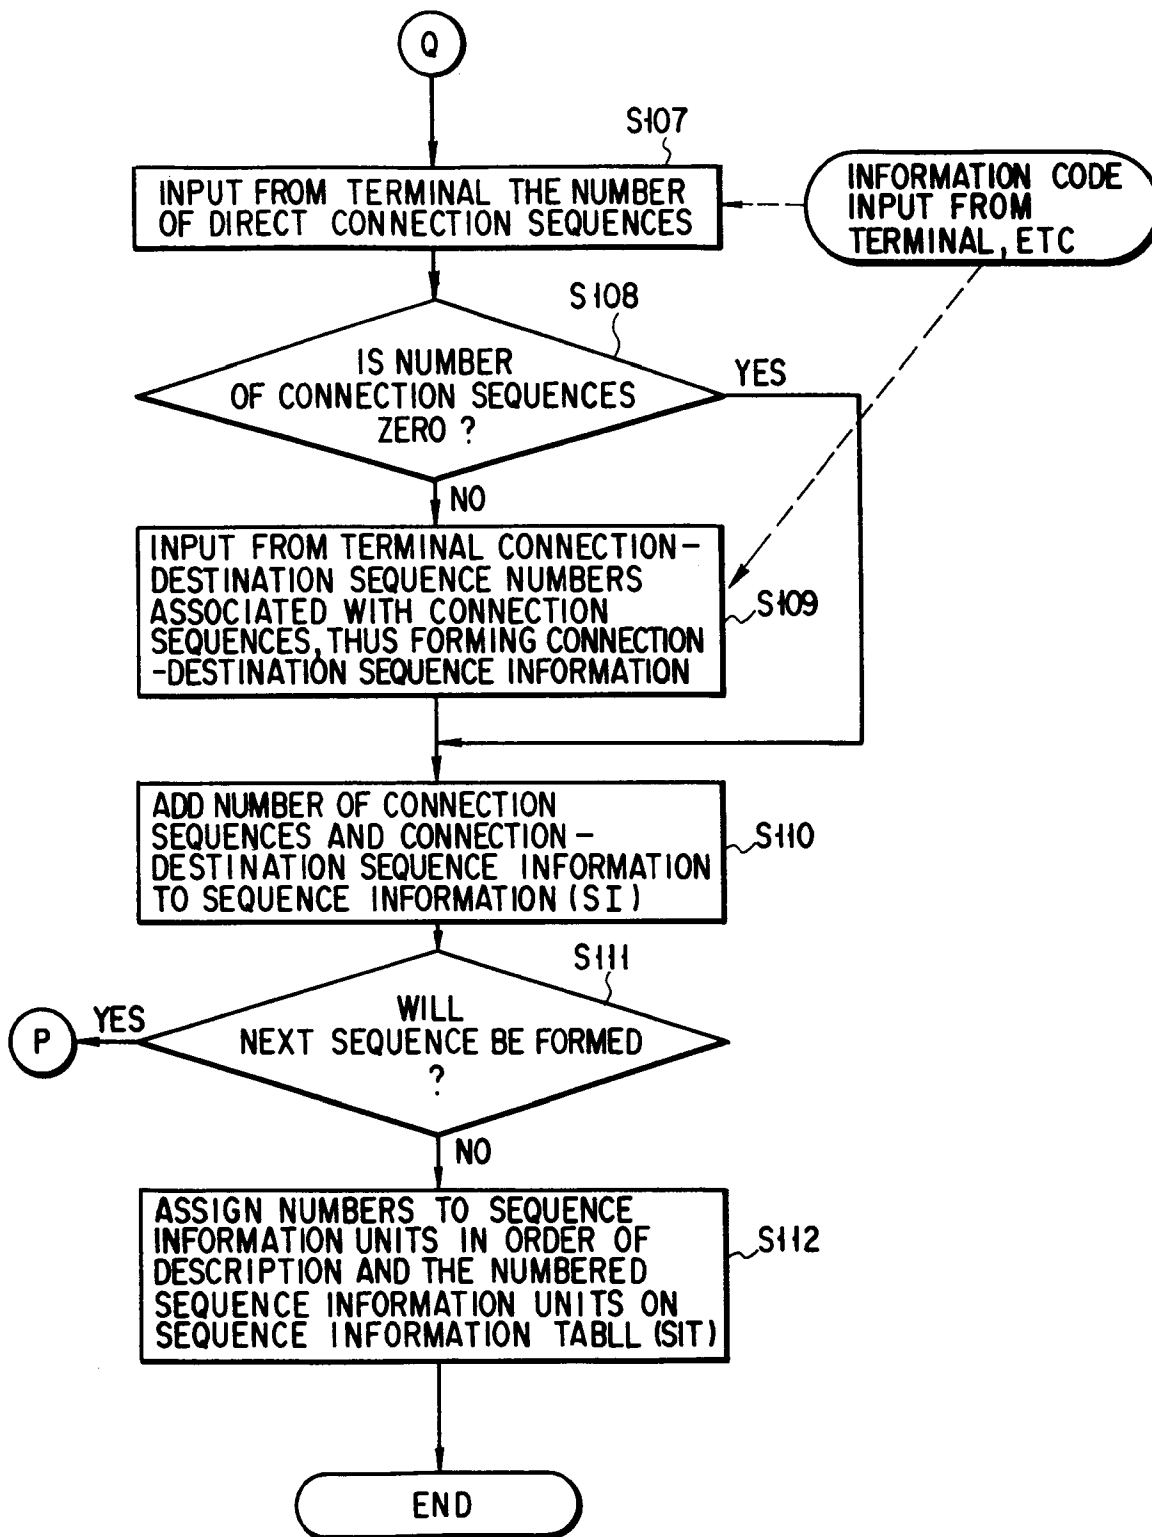 Q
S107
INPUT FROM TERMINAL THE NUMBER
OF DIRECT CONNECTION SEQUENCES
INFORMATION CODE
INPUT FROM
TERMINAL, ETC
S108
IS NUMBER
OF CONNECTION SEQUENCES
ZERO ?
YES
NO
INPUT FROM TERMINAL CONNECTION-
DESTINATION SEQUENCE NUMBERS
ASSOCIATED WITH CONNECTION
SEQUENCES, THUS FORMING CONNECTION
-DESTINATION SEQUENCE INFORMATION
S109
ADD NUMBER OF CONNECTION
SEQUENCES AND CONNECTION-
DESTINATION SEQUENCE INFORMATION
TO SEQUENCE INFORMATION (SI)
S110
S111
WILL
NEXT SEQUENCE BE FORMED
?
YES
P
NO
ASSIGN NUMBERS TO SEQUENCE
INFORMATION UNITS IN ORDER OF
DESCRIPTION AND THE NUMBERED
SEQUENCE INFORMATION UNITS ON
SEQUENCE INFORMATION TABLL (SIT)
S112
END